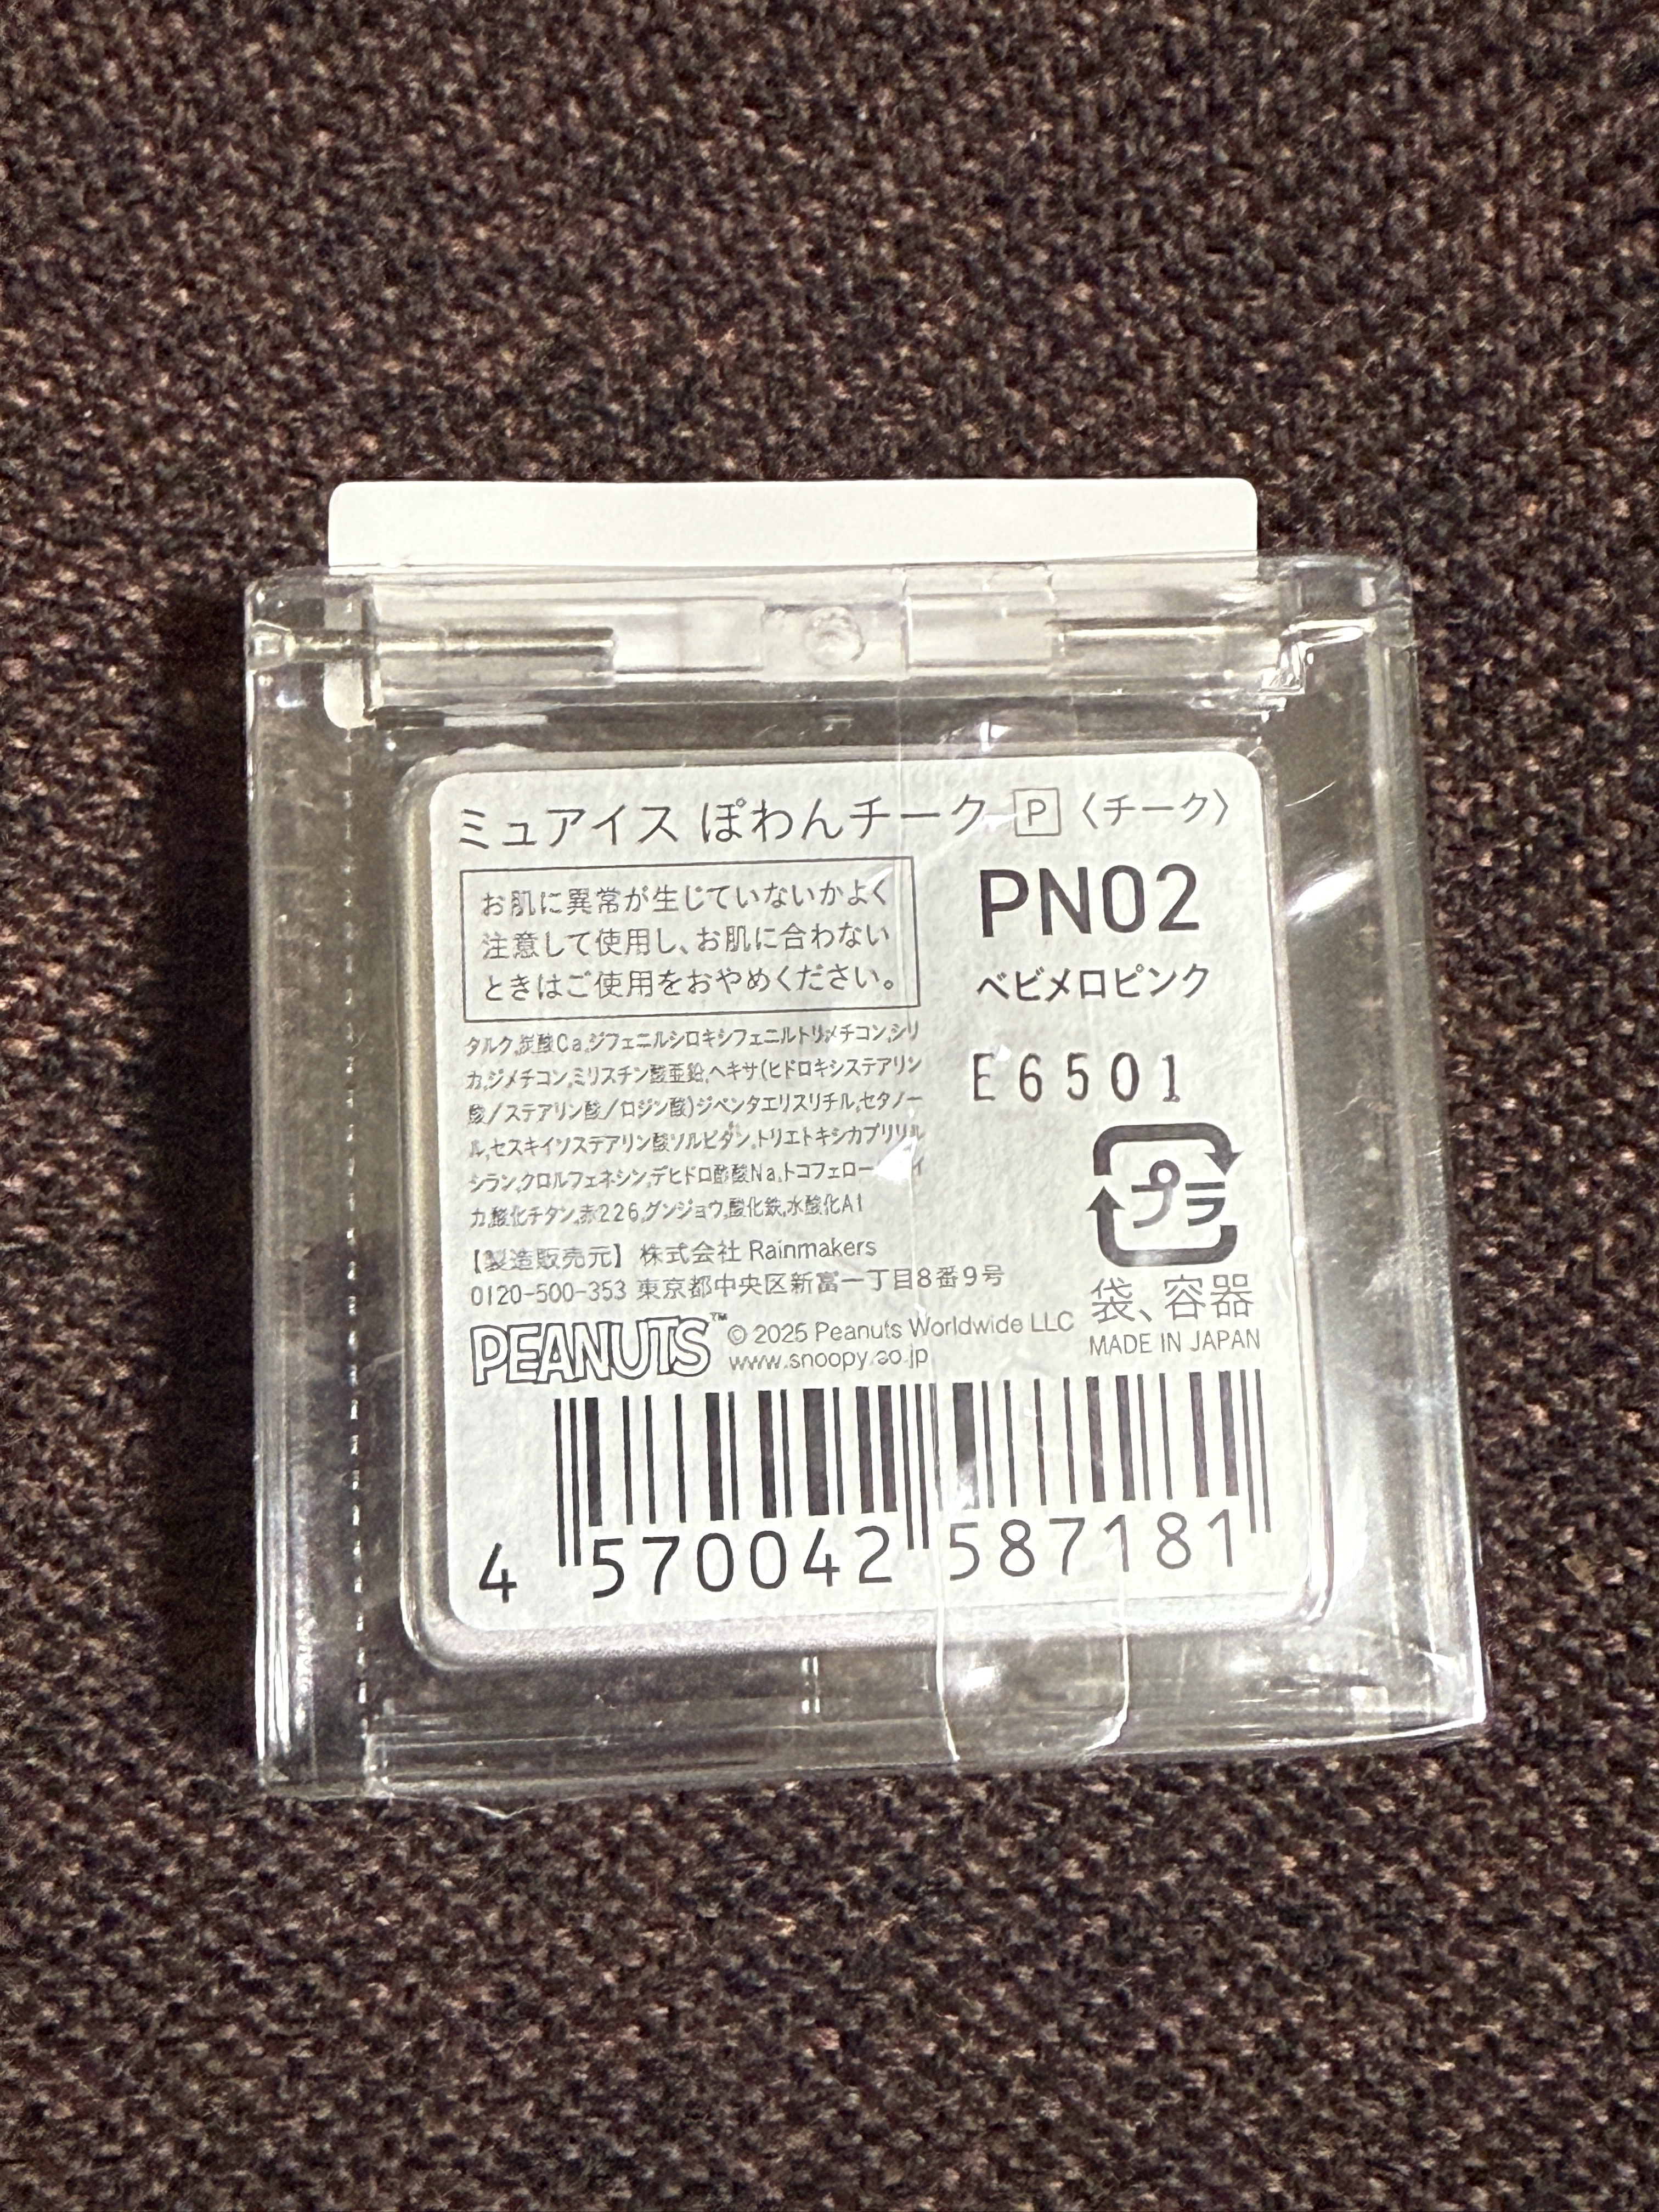 ミュアイス ぽわんチーク P 〈チーク〉
お肌に異常が生じていないかよく
注意して使用し、お肌に合わない
ときはご使用をおやめください。
PN02
ベビメロピンク
E6501
タルク,炭酸Ca,ジフェニルシロキシフェニルトリメチコン,シリ
カ,ジメチコン,ミリスチン酸亜鉛,ヘキサ(ヒドロキシステアリン
酸/ステアリン酸/ロジン酸)ジペンタエリスリチル,セタノー
ル,セスキイソステアリン酸ソルビタン,トリエトキシカプリリル
シラン,クロルフェネシン,デヒドロ酢酸Na,トコフェロー イ
カ,酸化チタン,赤226,グンジョウ,酸化鉄,水酸化Al
プラ
袋、容器
MADE IN JAPAN
【製造販売元】 株式会社 Rainmakers
0120-500-353 東京都中央区新富一丁目8番9号
PEANUTS™ © 2025 Peanuts Worldwide LLC
www.snoopy.co.jp
4 570042 587181